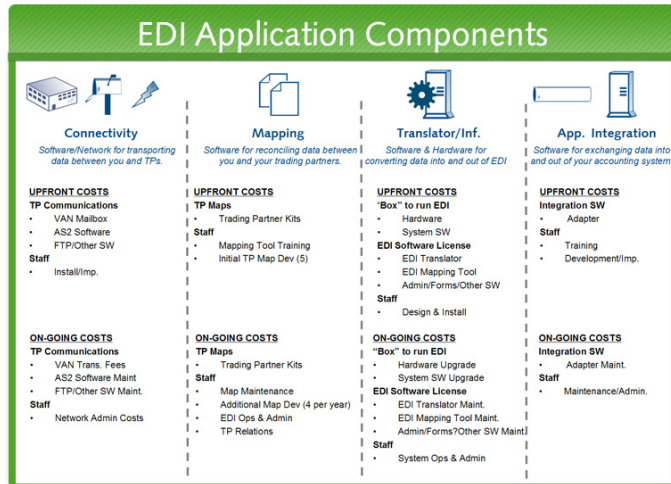 EDI Application Components
Connectivity
Software/Network for transporting
data between you and TPs.
UPFRONT COSTS
TP Communications
• VAN Mailbox
• AS2 Software
• FTP/Other SW
Staff
• Install/Imp.
ON-GOING COSTS
TP Communications
• VAN Trans. Fees
• AS2 Software Maint
• FTP/Other SW Maint.
Staff
• Network Admin Costs
Mapping
Software for reconciling data between
you and your trading partners.
UPFRONT COSTS
TP Maps
• Trading Partner Kits
Staff
• Mapping Tool Training
• Initial TP Map Dev (5)
ON-GOING COSTS
TP Maps
• Trading Partner Kits
Staff
• Map Maintenance
• Additional Map Dev (4 per year)
• EDI Ops & Admin
• TP Relations
Translator/Inf.
Software & Hardware for
converting data into and out of EDI
UPFRONT COSTS
"Box" to run EDI
• Hardware
• System SW
EDI Software License
• EDI Translator
• EDI Mapping Tool
• Admin/Forms/Other SW
Staff
• Design & Install
ON-GOING COSTS
"Box" to run EDI
• Hardware Upgrade
• System SW Upgrade
EDI Software License
• EDI Translator Maint.
• EDI Mapping Tool Maint.
• Admin/Forms?Other SW Maint.
Staff
• System Ops & Admin
App. Integration
Software for exchanging data into
and out of your accounting system
UPFRONT COSTS
Integration SW
• Adapter
Staff
• Training
• Development/Imp.
ON-GOING COSTS
Integration SW
• Adapter Maint.
Staff
• Maintenance/Admin.